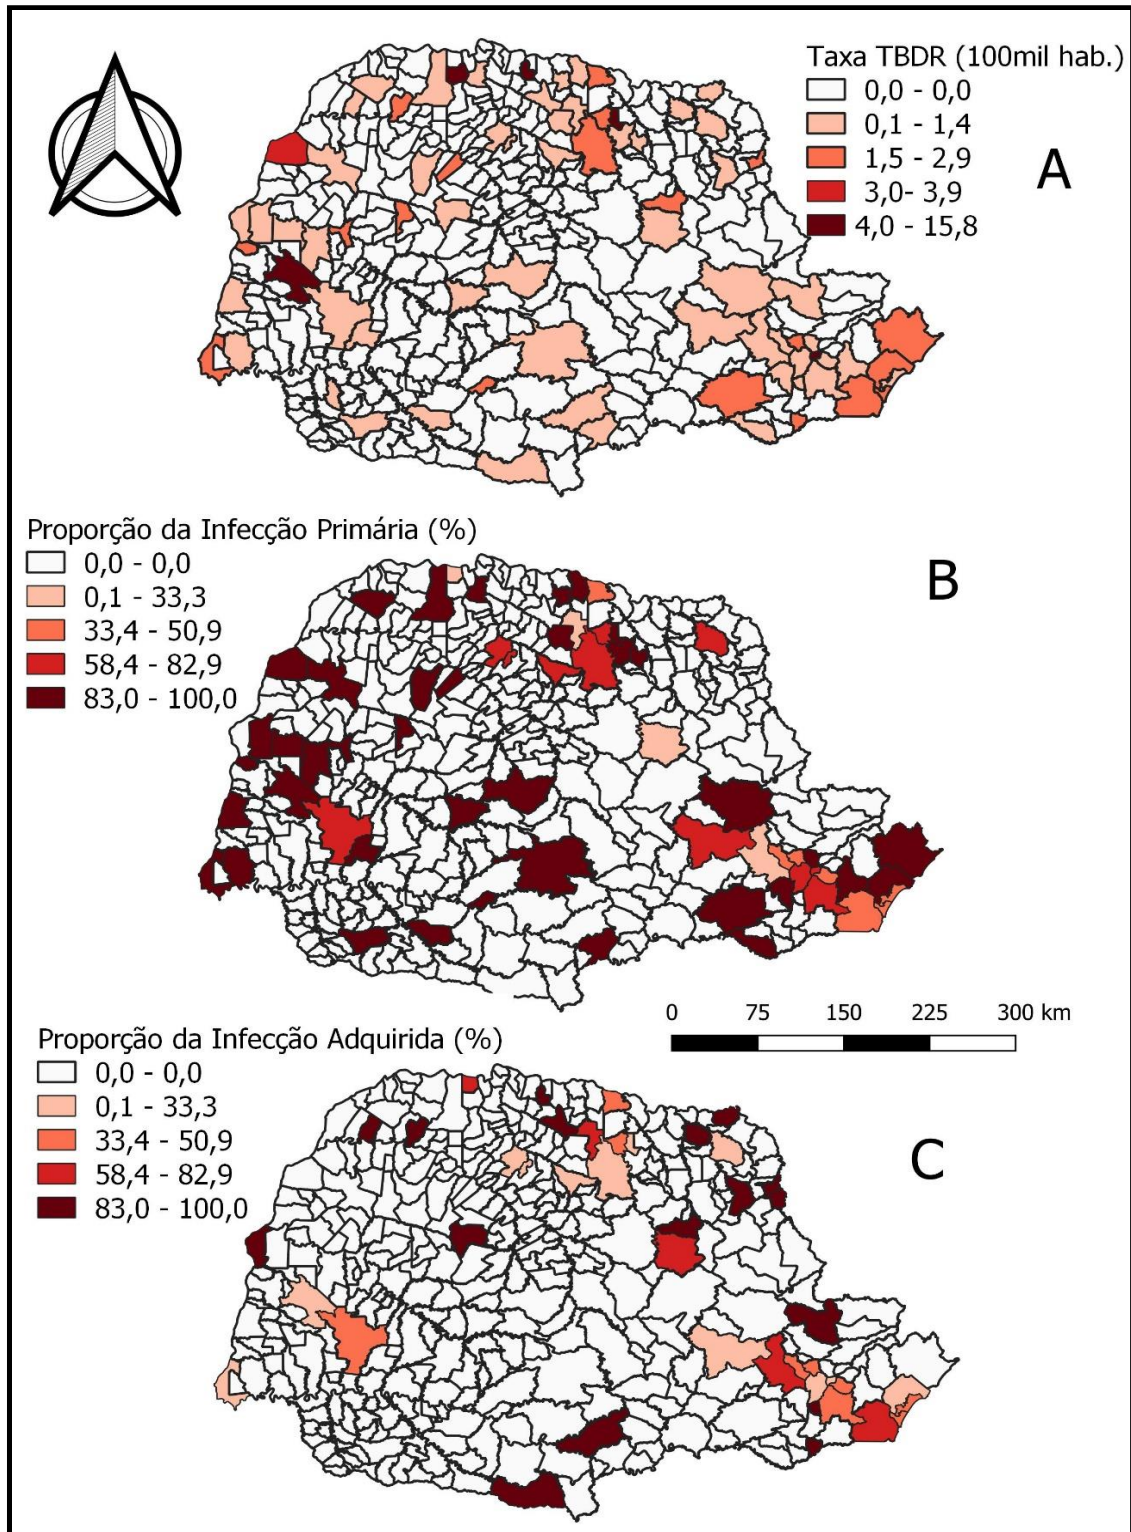 Taxa TBDR (100mil hab.)
0,0 - 0,0
0,1 - 1,4
1,5 - 2,9
3,0- 3,9
4,0 - 15,8
A
Proporção da Infecção Primária (%)
0,0 - 0,0
0,1 - 33,3
33,4 - 50,9
58,4 - 82,9
83,0 - 100,0
B
0 75 150 225 300 km
Proporção da Infecção Adquirida (%)
0,0 - 0,0
0,1 - 33,3
33,4 - 50,9
58,4 - 82,9
83,0 - 100,0
C